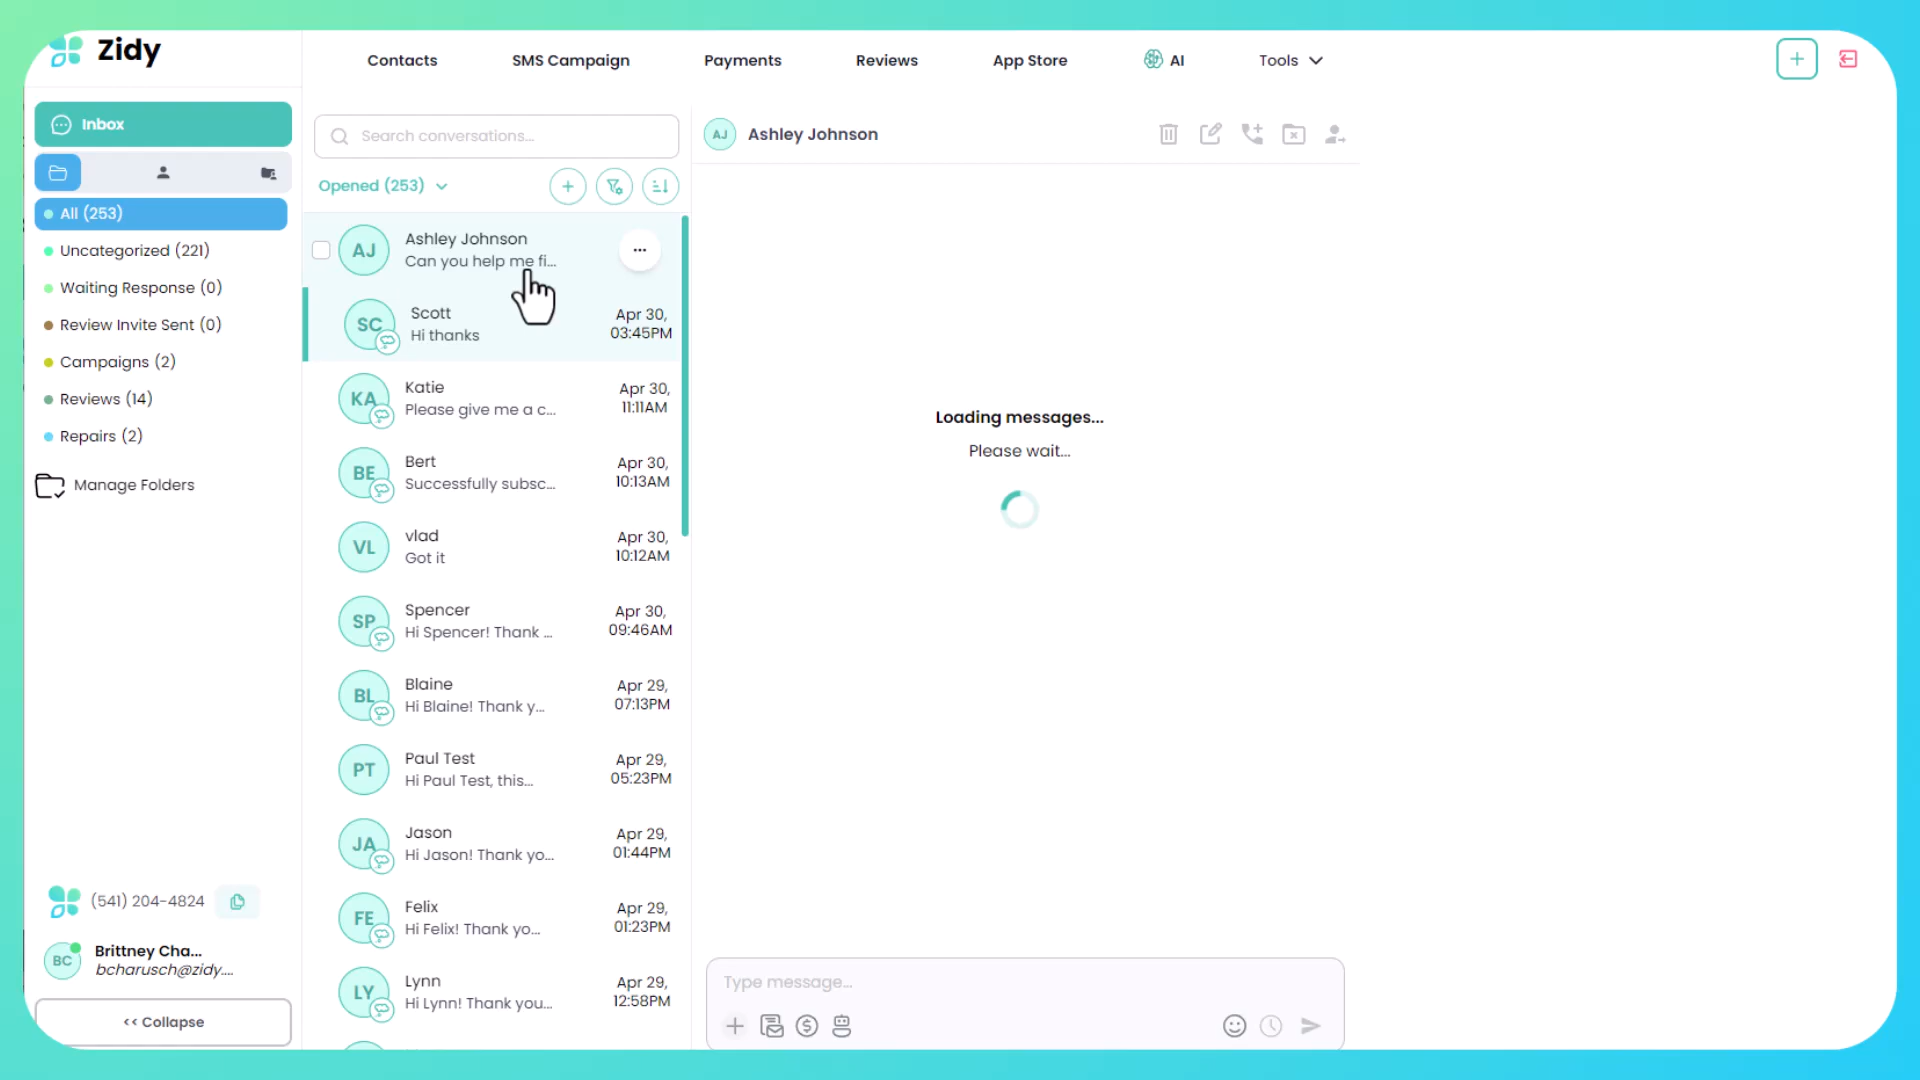 Zidy
Contacts
SMS Campaign
Payments
Reviews
App Store
AI
Tools
Inbox
All (253)
Uncategorized (221)
Waiting Response (0)
Review Invite Sent (0)
Campaigns (2)
Reviews (14)
Repairs (2)
Manage Folders
(541) 204-4824
BC
Brittney Cha...
bcharusch@zidy....
<< Collapse
Search conversations...
Opened (253)
AJ
Ashley Johnson
Can you help me fi...
...
SC
Scott
Hi thanks
Apr 30,
03:45PM
KA
Katie
Please give me a c...
Apr 30,
11:11AM
BE
Bert
Successfully subsc...
Apr 30,
10:13AM
VL
vlad
Got it
Apr 30,
10:12AM
SP
Spencer
Hi Spencer! Thank ...
Apr 30,
09:46AM
BL
Blaine
Hi Blaine! Thank y...
Apr 29,
07:13PM
PT
Paul Test
Hi Paul Test, this...
Apr 29,
05:23PM
JA
Jason
Hi Jason! Thank yo...
Apr 29,
01:44PM
FE
Felix
Hi Felix! Thank yo...
Apr 29,
01:23PM
LY
Lynn
Hi Lynn! Thank you...
Apr 29,
12:58PM
AJ
Ashley Johnson
Loading messages...
Please wait...
Type message...